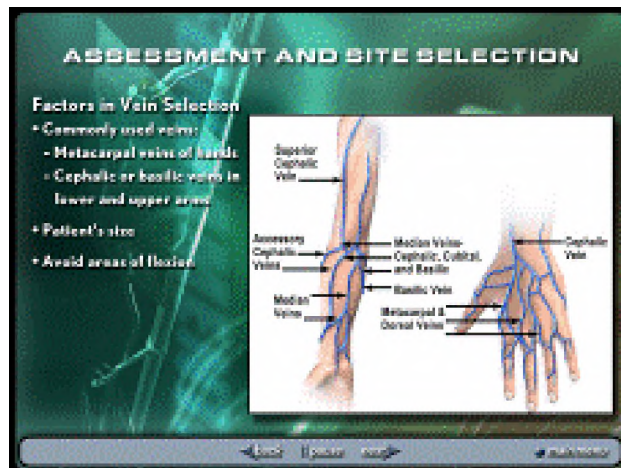 ASSESSMENT AND SITE SELECTION
Factors in Vein Selection
• Commonly used veins:
- Metacarpal veins of hands
- Cephalic or basilic veins in
lower and upper arms
• Patient's size
• Avoid areas of flexion
Superior
Cephalic
Vein
Accessory
Cephalic
Veins
Median
Veins
Median Veins-
Cephalic, Cubital,
and Basilic
Basilic Vein
Metacarpal &
Dorsal Veins
Cephalic
Vein
back || pause next
main menu